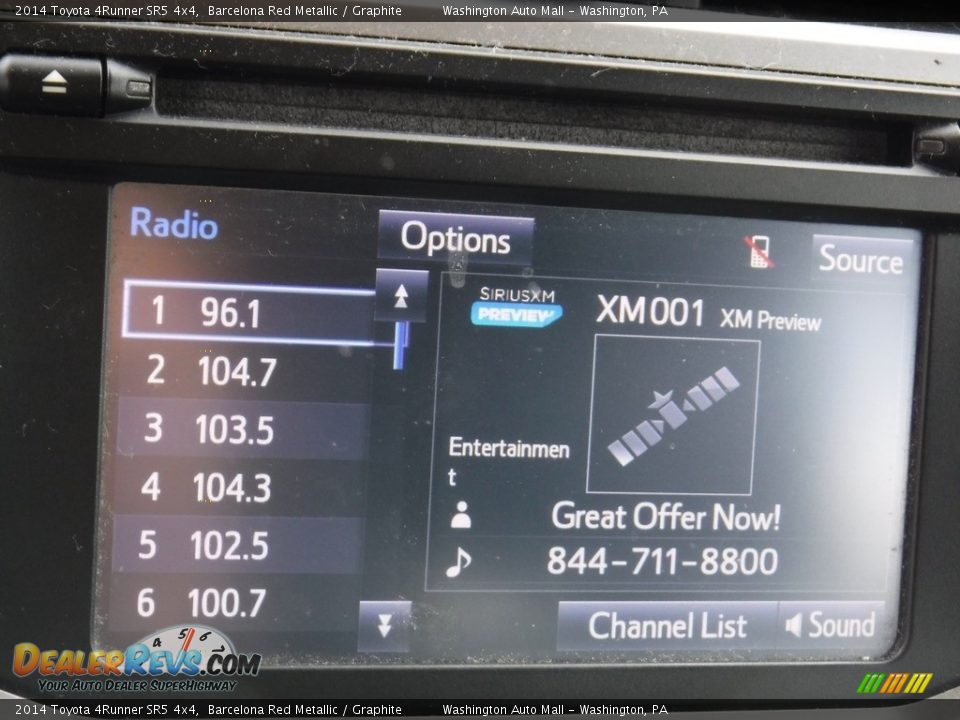 2014 Toyota 4Runner SR5 4x4, Barcelona Red Metallic / Graphite Washington Auto Mall - Washington, PA
Radio
Options
Source
1 96.1
2 104.7
3 103.5
4 104.3
5 102.5
6 100.7
SIRIUSXM
PREVIEW
XM001 XM Preview
Entertainmen
t
Great Offer Now!
844-711-8800
Channel List
Sound
4 5 6
DealerRevs.com
Your Auto Dealer SuperHighway
2014 Toyota 4Runner SR5 4x4, Barcelona Red Metallic / Graphite Washington Auto Mall - Washington, PA